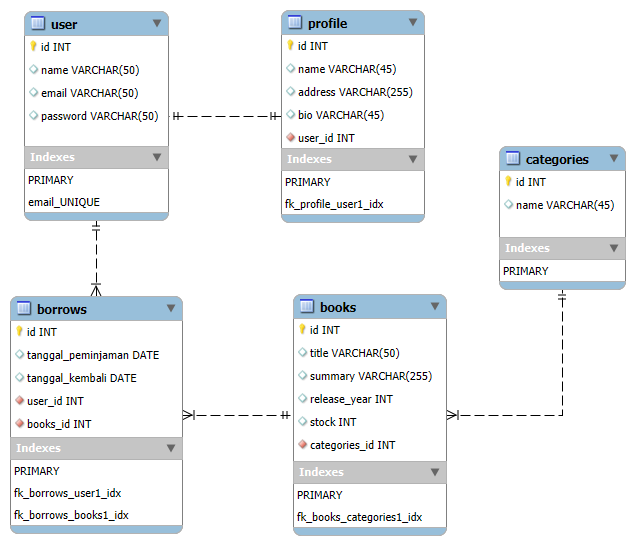 user
id INT
name VARCHAR(50)
email VARCHAR(50)
password VARCHAR(50)
Indexes
PRIMARY
email_UNIQUE
profile
id INT
name VARCHAR(45)
address VARCHAR(255)
bio VARCHAR(45)
user_id INT
Indexes
PRIMARY
fk_profile_user1_idx
categories
id INT
name VARCHAR(45)
Indexes
PRIMARY
borrows
id INT
tanggal_peminjaman DATE
tanggal_kembali DATE
user_id INT
books_id INT
Indexes
PRIMARY
fk_borrows_user1_idx
fk_borrows_books1_idx
books
id INT
title VARCHAR(50)
summary VARCHAR(255)
release_year INT
stock INT
categories_id INT
Indexes
PRIMARY
fk_books_categories1_idx